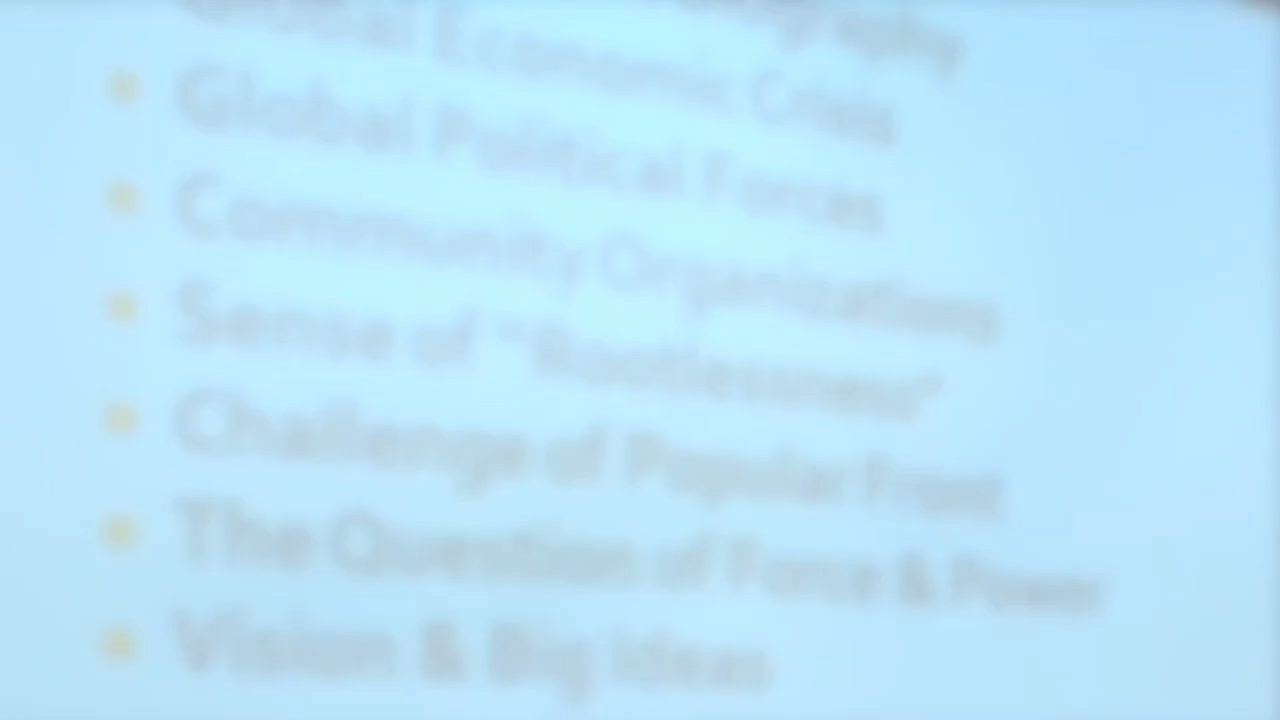 Global Economic Crisis
Global Political Forces
Community Organizations
Sense of "Rootlessness"
Challenge of Popular Front
The Question of Force & Power
Vision & Big Ideas